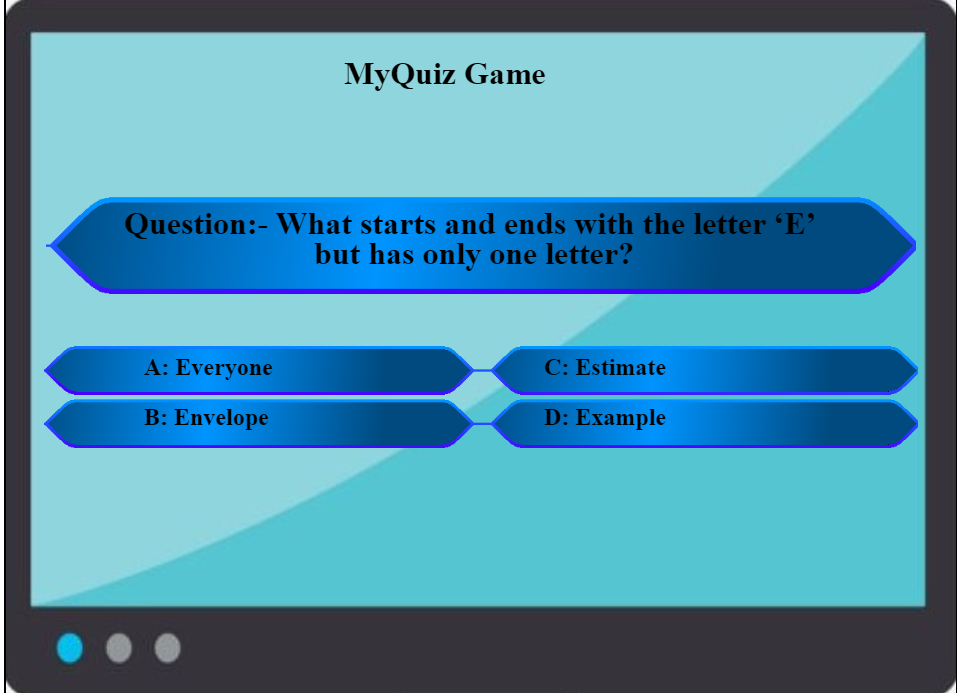 MyQuiz Game
Question:- What starts and ends with the letter ‘E’
but has only one letter?
A: Everyone
B: Envelope
C: Estimate
D: Example